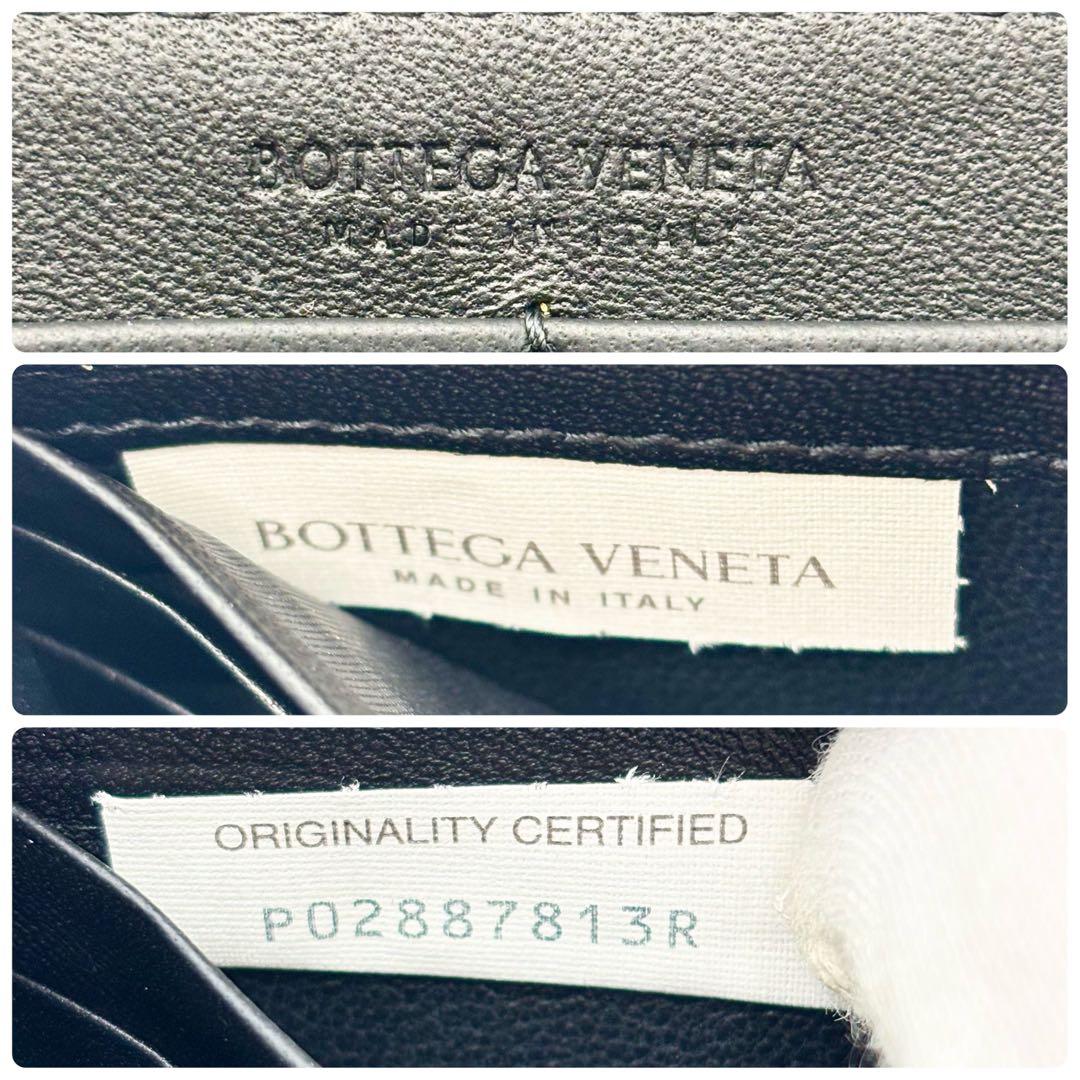 BOTTEGA VENETA
MADE IN ITALY
BOTTEGA VENETA
MADE IN ITALY
ORIGINALITY CERTIFIED
P02887813R